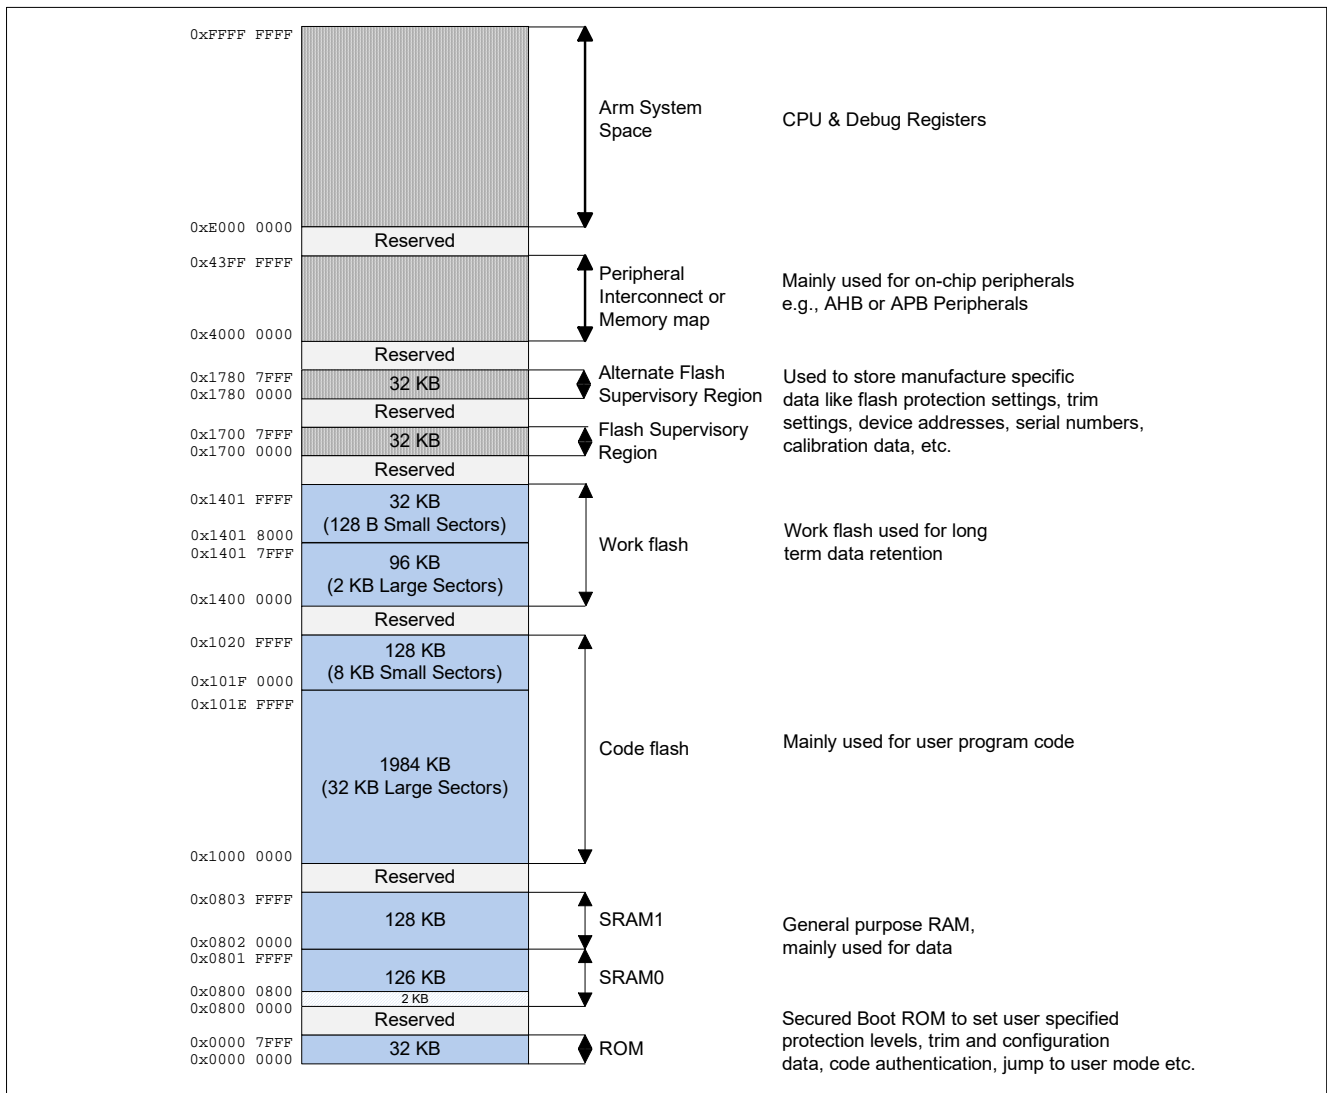 0xFFFF FFFF
Arm System
Space
CPU & Debug Registers
0xE000 0000
Reserved
0x43FF FFFF
Peripheral
Interconnect or
Memory map
Mainly used for on-chip peripherals
e.g., AHB or APB Peripherals
0x4000 0000
Reserved
0x1780 7FFF
0x1780 0000
32 KB
Alternate Flash
Supervisory Region
Used to store manufacture specific
data like flash protection settings, trim
settings, device addresses, serial numbers,
calibration data, etc.
Reserved
0x1700 7FFF
0x1700 0000
32 KB
Flash Supervisory
Region
Reserved
0x1401 FFFF
32 KB
(128 B Small Sectors)
0x1401 8000
0x1401 7FFF
96 KB
(2 KB Large Sectors)
0x1400 0000
Work flash
Work flash used for long
term data retention
Reserved
0x1020 FFFF
128 KB
(8 KB Small Sectors)
0x101F 0000
0x101E FFFF
1984 KB
(32 KB Large Sectors)
0x1000 0000
Code flash
Mainly used for user program code
Reserved
0x0803 FFFF
128 KB
0x0802 0000
SRAM1
General purpose RAM,
mainly used for data
0x0801 FFFF
126 KB
0x0800 0800
2 KB
0x0800 0000
SRAM0
Reserved
0x0000 7FFF
0x0000 0000
32 KB
ROM
Secured Boot ROM to set user specified
protection levels, trim and configuration
data, code authentication, jump to user mode etc.